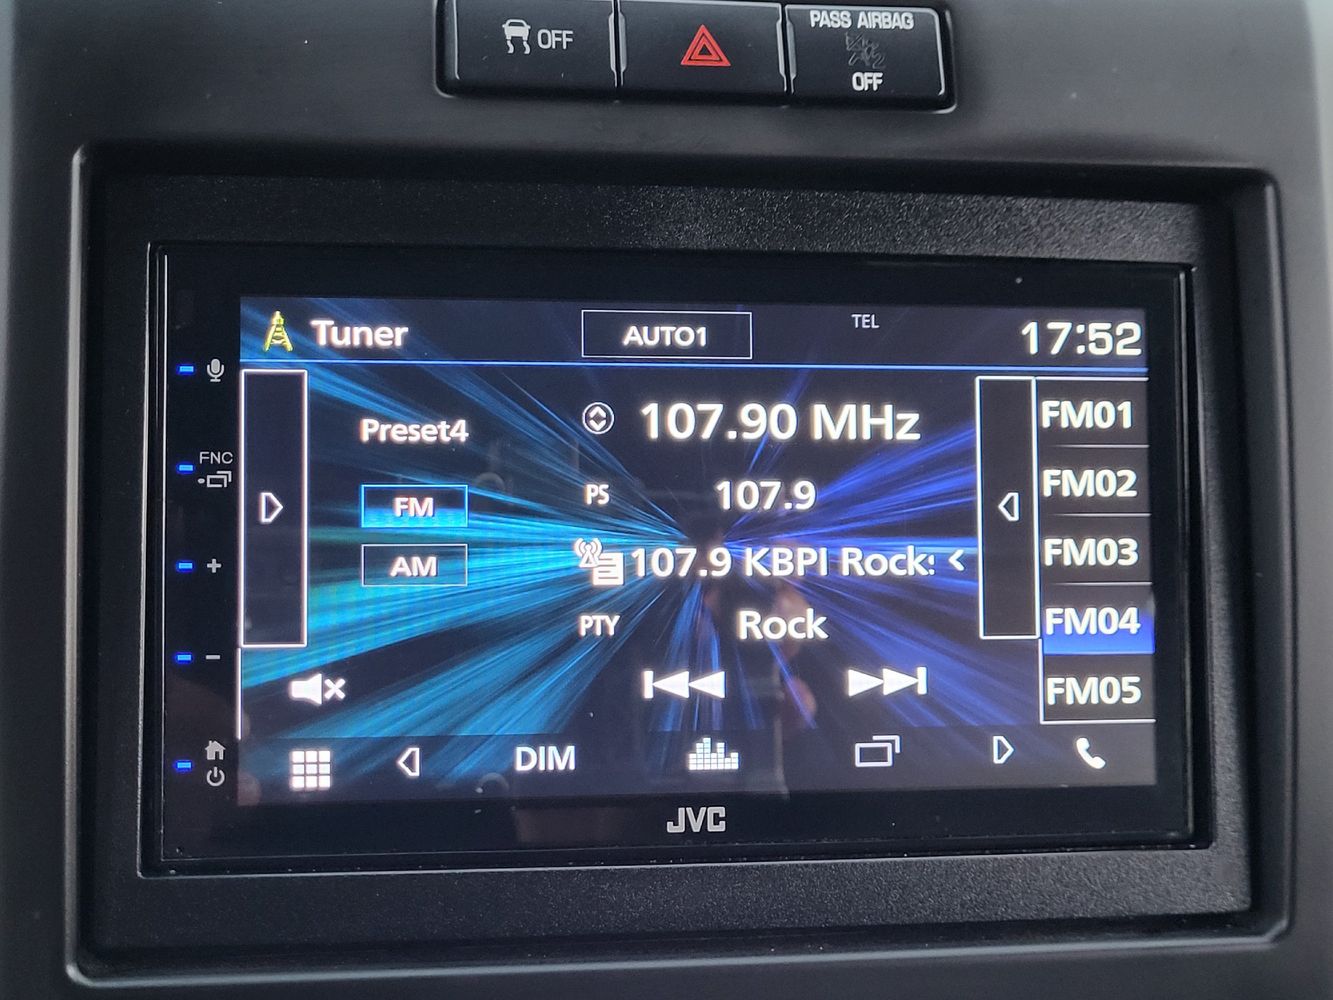 OFF
PASS AIRBAG
OFF
Tuner
AUTO1
TEL
17:52
Preset4
107.90 MHz
FM01
FNC
FM
PS
107.9
FM02
AM
107.9 KBPI Rock
FM03
PTY
Rock
FM04
FM05
DIM
JVC